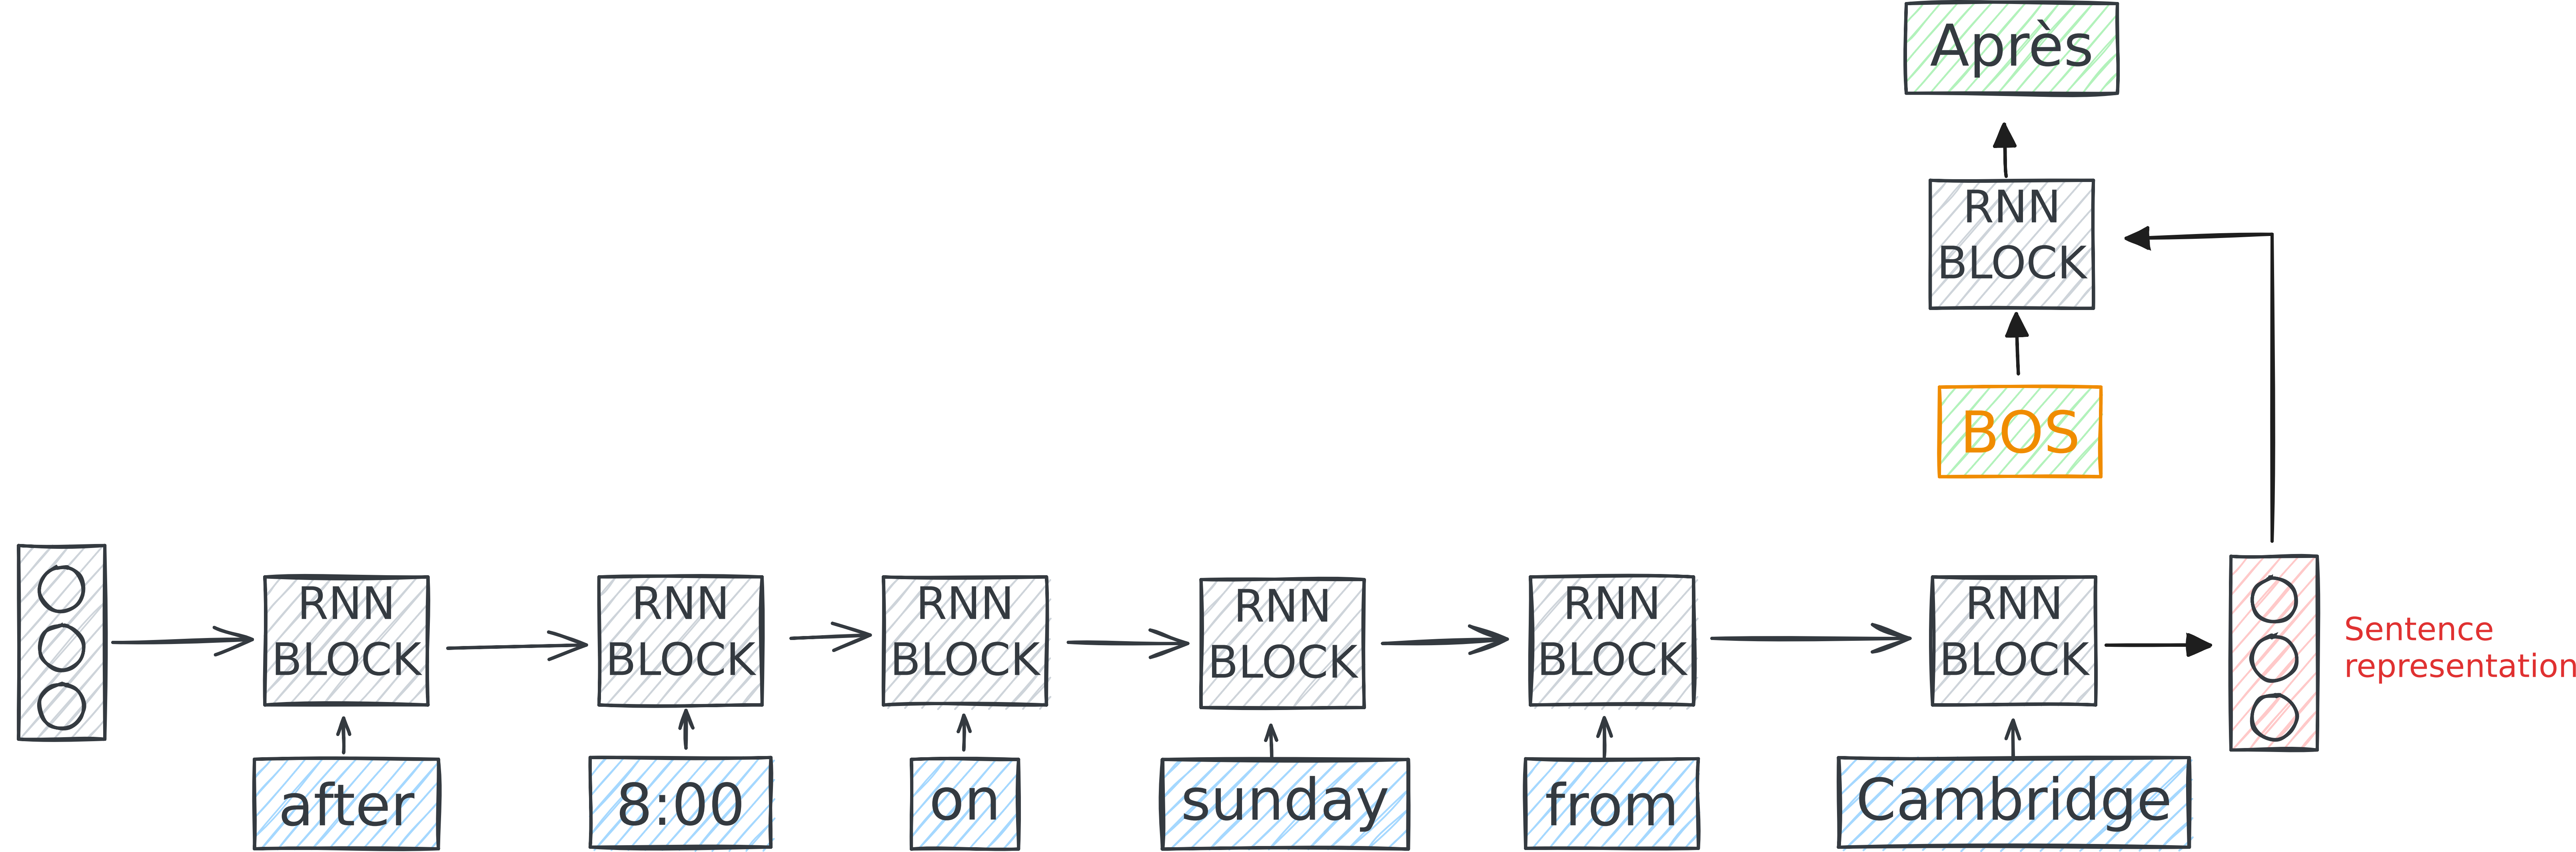 Après
RNN
BLOCK
BOS
RNN
BLOCK
RNN
BLOCK
RNN
BLOCK
RNN
BLOCK
RNN
BLOCK
RNN
BLOCK
Sentence
representation
after
8:00
on
sunday
from
Cambridge